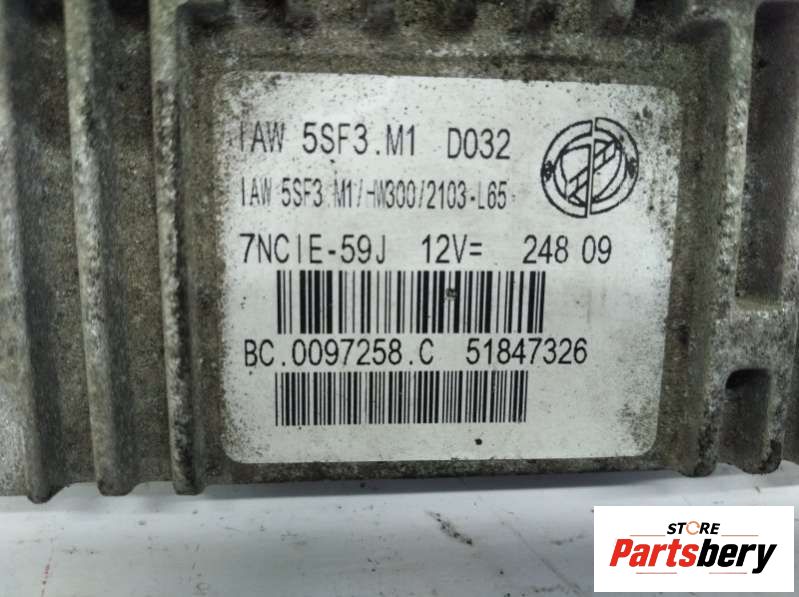 IAW 5SF3.M1 D032
IAW 5SF3 M1/HW300/2103-L65
7NCIE-59J 12V= 248 09
BC.0097258.C 51847326
STORE
Partsbery